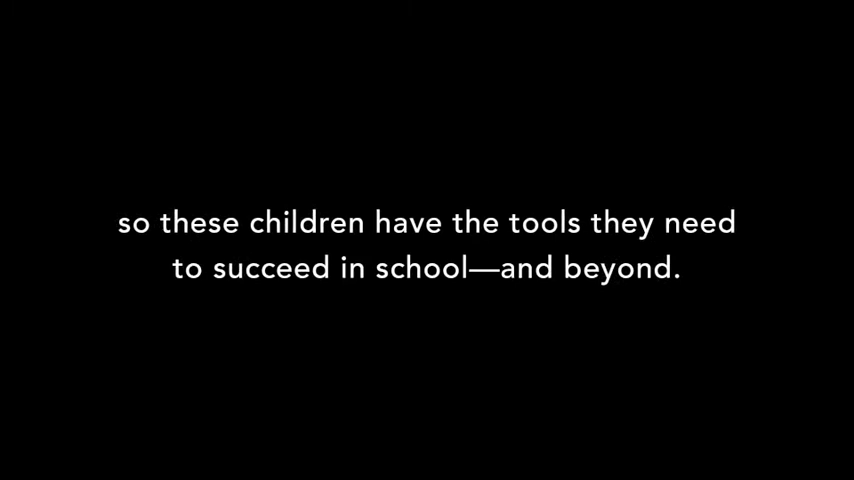 so these children have the tools they need
to succeed in school—and beyond.